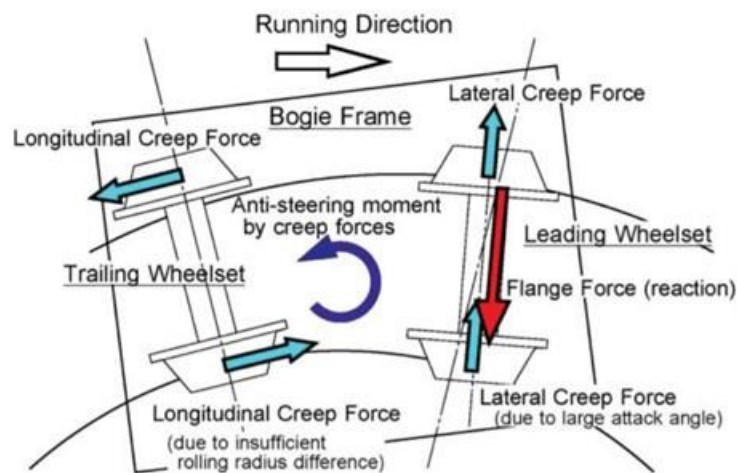 Running Direction
Lateral Creep Force
Bogie Frame
Longitudinal Creep Force
Anti-steering moment
by creep forces
Leading Wheelset
Trailing Wheelset
Flange Force (reaction)
Longitudinal Creep Force
(due to insufficient
rolling radius difference)
Lateral Creep Force
(due to large attack angle)